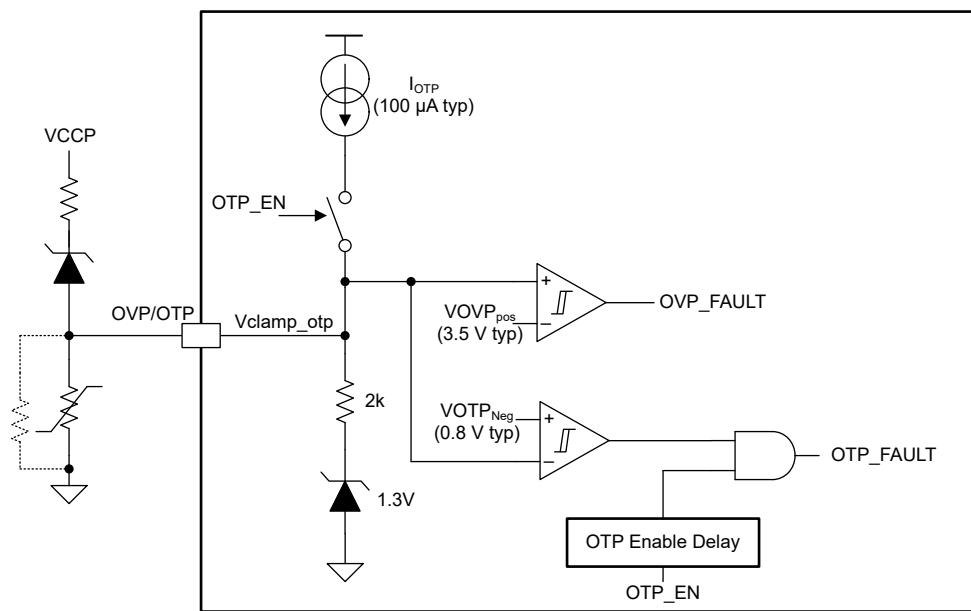 I_OTP
(100 µA typ)
VCCP
OTP_EN
OVP/OTP
Vclamp_otp
VOVP_pos
(3.5 V typ)
+
−
OVP_FAULT
2k
VOTP_Neg
(0.8 V typ)
+
−
OTP_FAULT
1.3V
OTP Enable Delay
OTP_EN